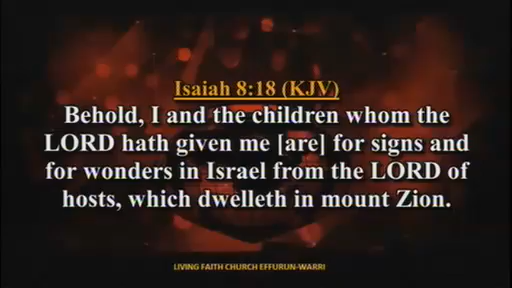 Isaiah 8:18 (KJV)
Behold, I and the children whom the
LORD hath given me [are] for signs and
for wonders in Israel from the LORD of
hosts, which dwelleth in mount Zion.
LIVING FAITH CHURCH EFFURUN-WARRI